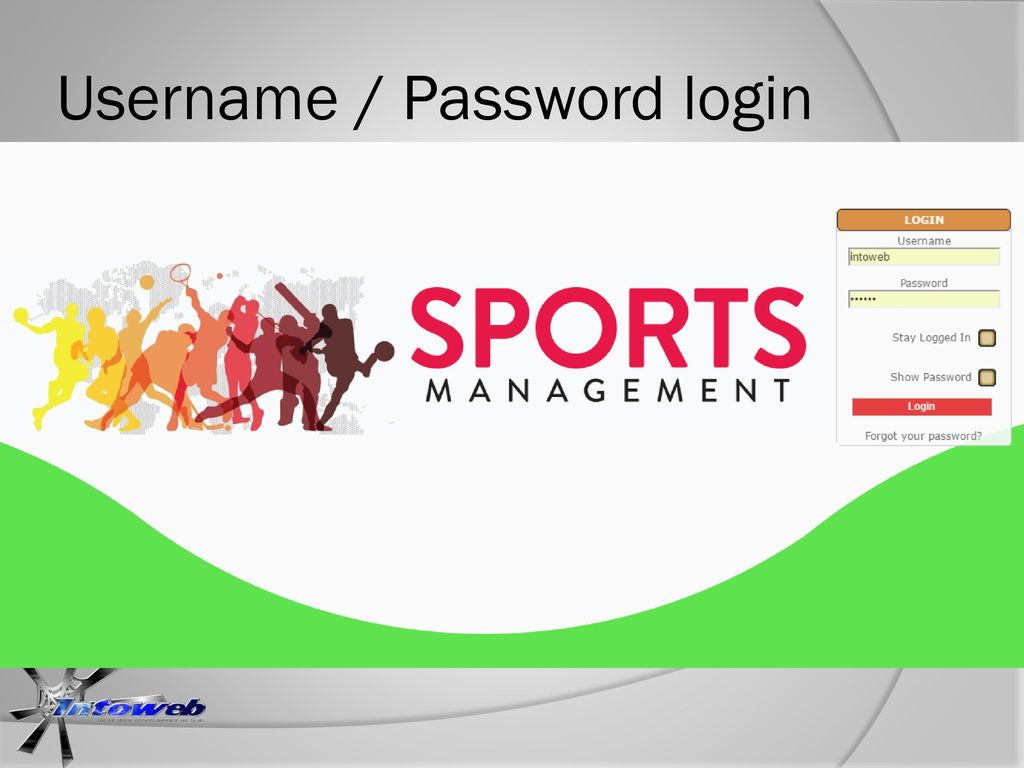 Username / Password login
SPORTS
MANAGEMENT
LOGIN
Username
intoweb
Password
••••••
Stay Logged In
Show Password
Login
Forgot your password?
Intoweb